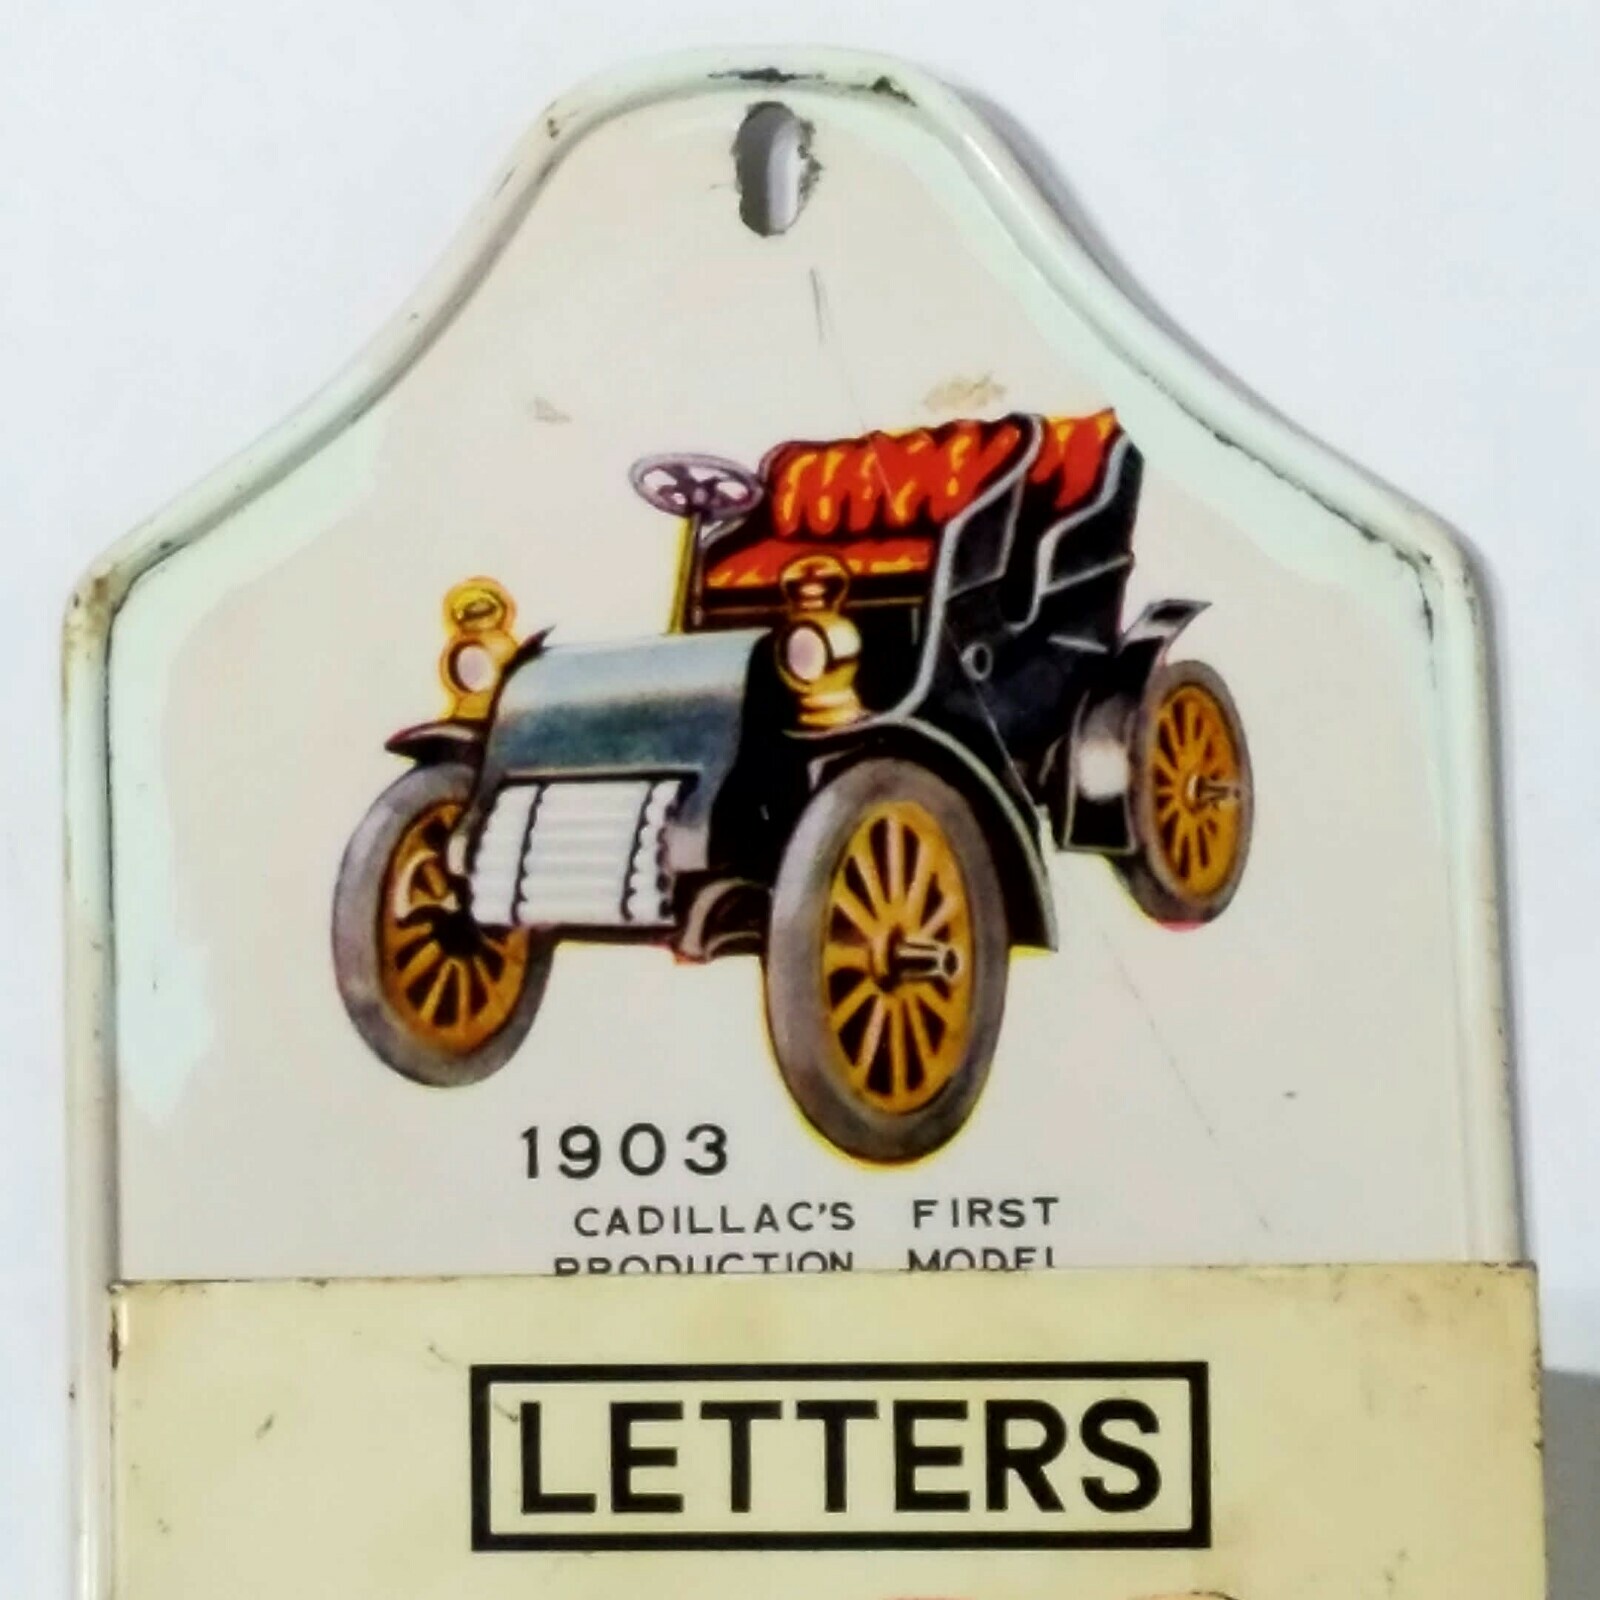 1903
CADILLAC'S FIRST
PRODUCTION MODEL
LETTERS